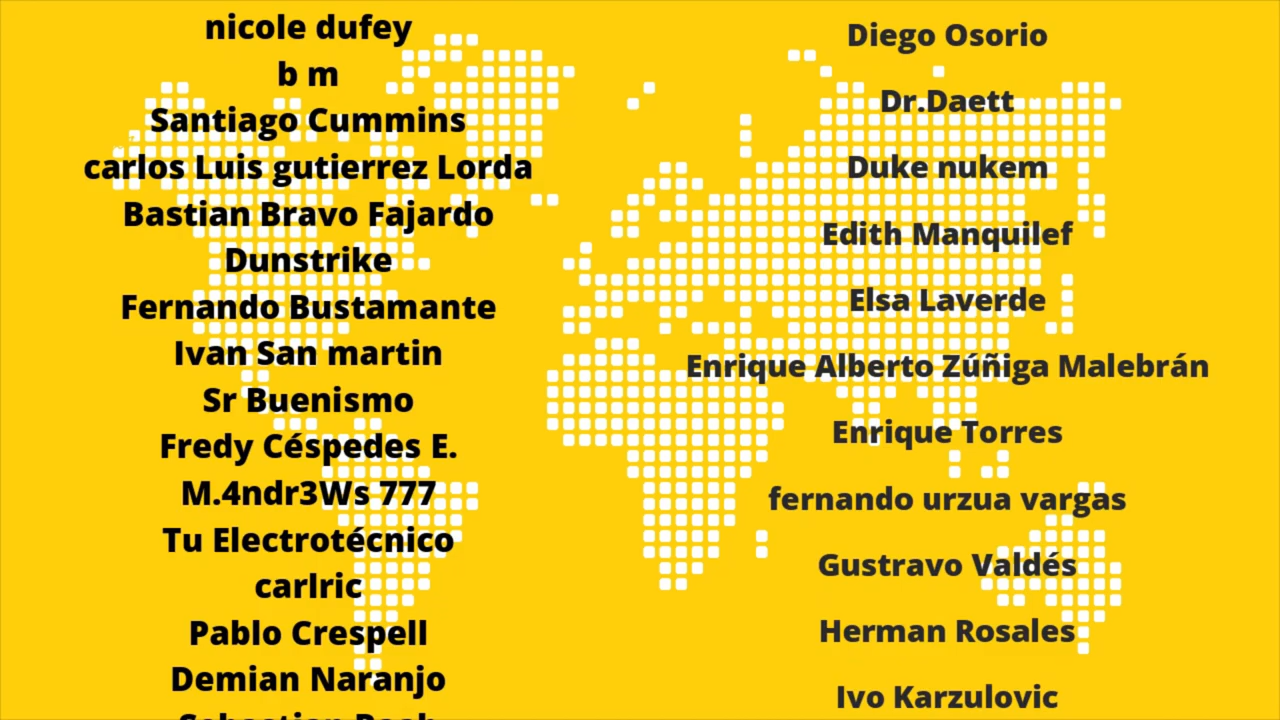 nicole dufey
b m
Santiago Cummins
carlos Luis gutierrez Lorda
Bastian Bravo Fajardo
Dunstrike
Fernando Bustamante
Ivan San martin
Sr Buenismo
Fredy Céspedes E.
M.4ndr3Ws 777
Tu Electrotécnico
carlric
Pablo Crespell
Demian Naranjo
Diego Osorio
Dr.Daett
Duke nukem
Edith Manquilef
Elsa Laverde
Enrique Alberto Zúñiga Malebrán
Enrique Torres
fernando urzua vargas
Gustravo Valdés
Herman Rosales
Ivo Karzulovic